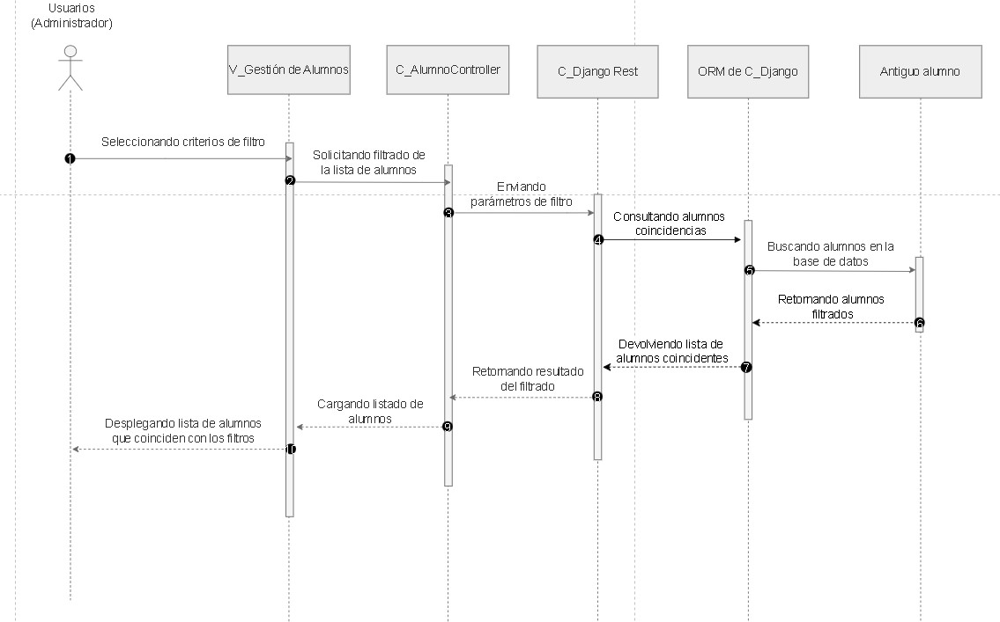 Usuarios
(Administrador)
V_Gestión de Alumnos
C_AlumnoController
C_Django Rest
ORM de C_Django
Antiguo alumno
Seleccionando criterios de filtro
1
Solicitando filtrado de
la lista de alumnos
2
Enviando
parámetros de filtro
3
Consultando alumnos
coincidencias
4
Buscando alumnos en la
base de datos
5
Retornando alumnos
filtrados
6
Devolviendo lista de
alumnos coincidentes
7
Retornando resultado
del filtrado
8
Cargando listado de
alumnos
9
Desplegando lista de alumnos
que coinciden con los filtros
10